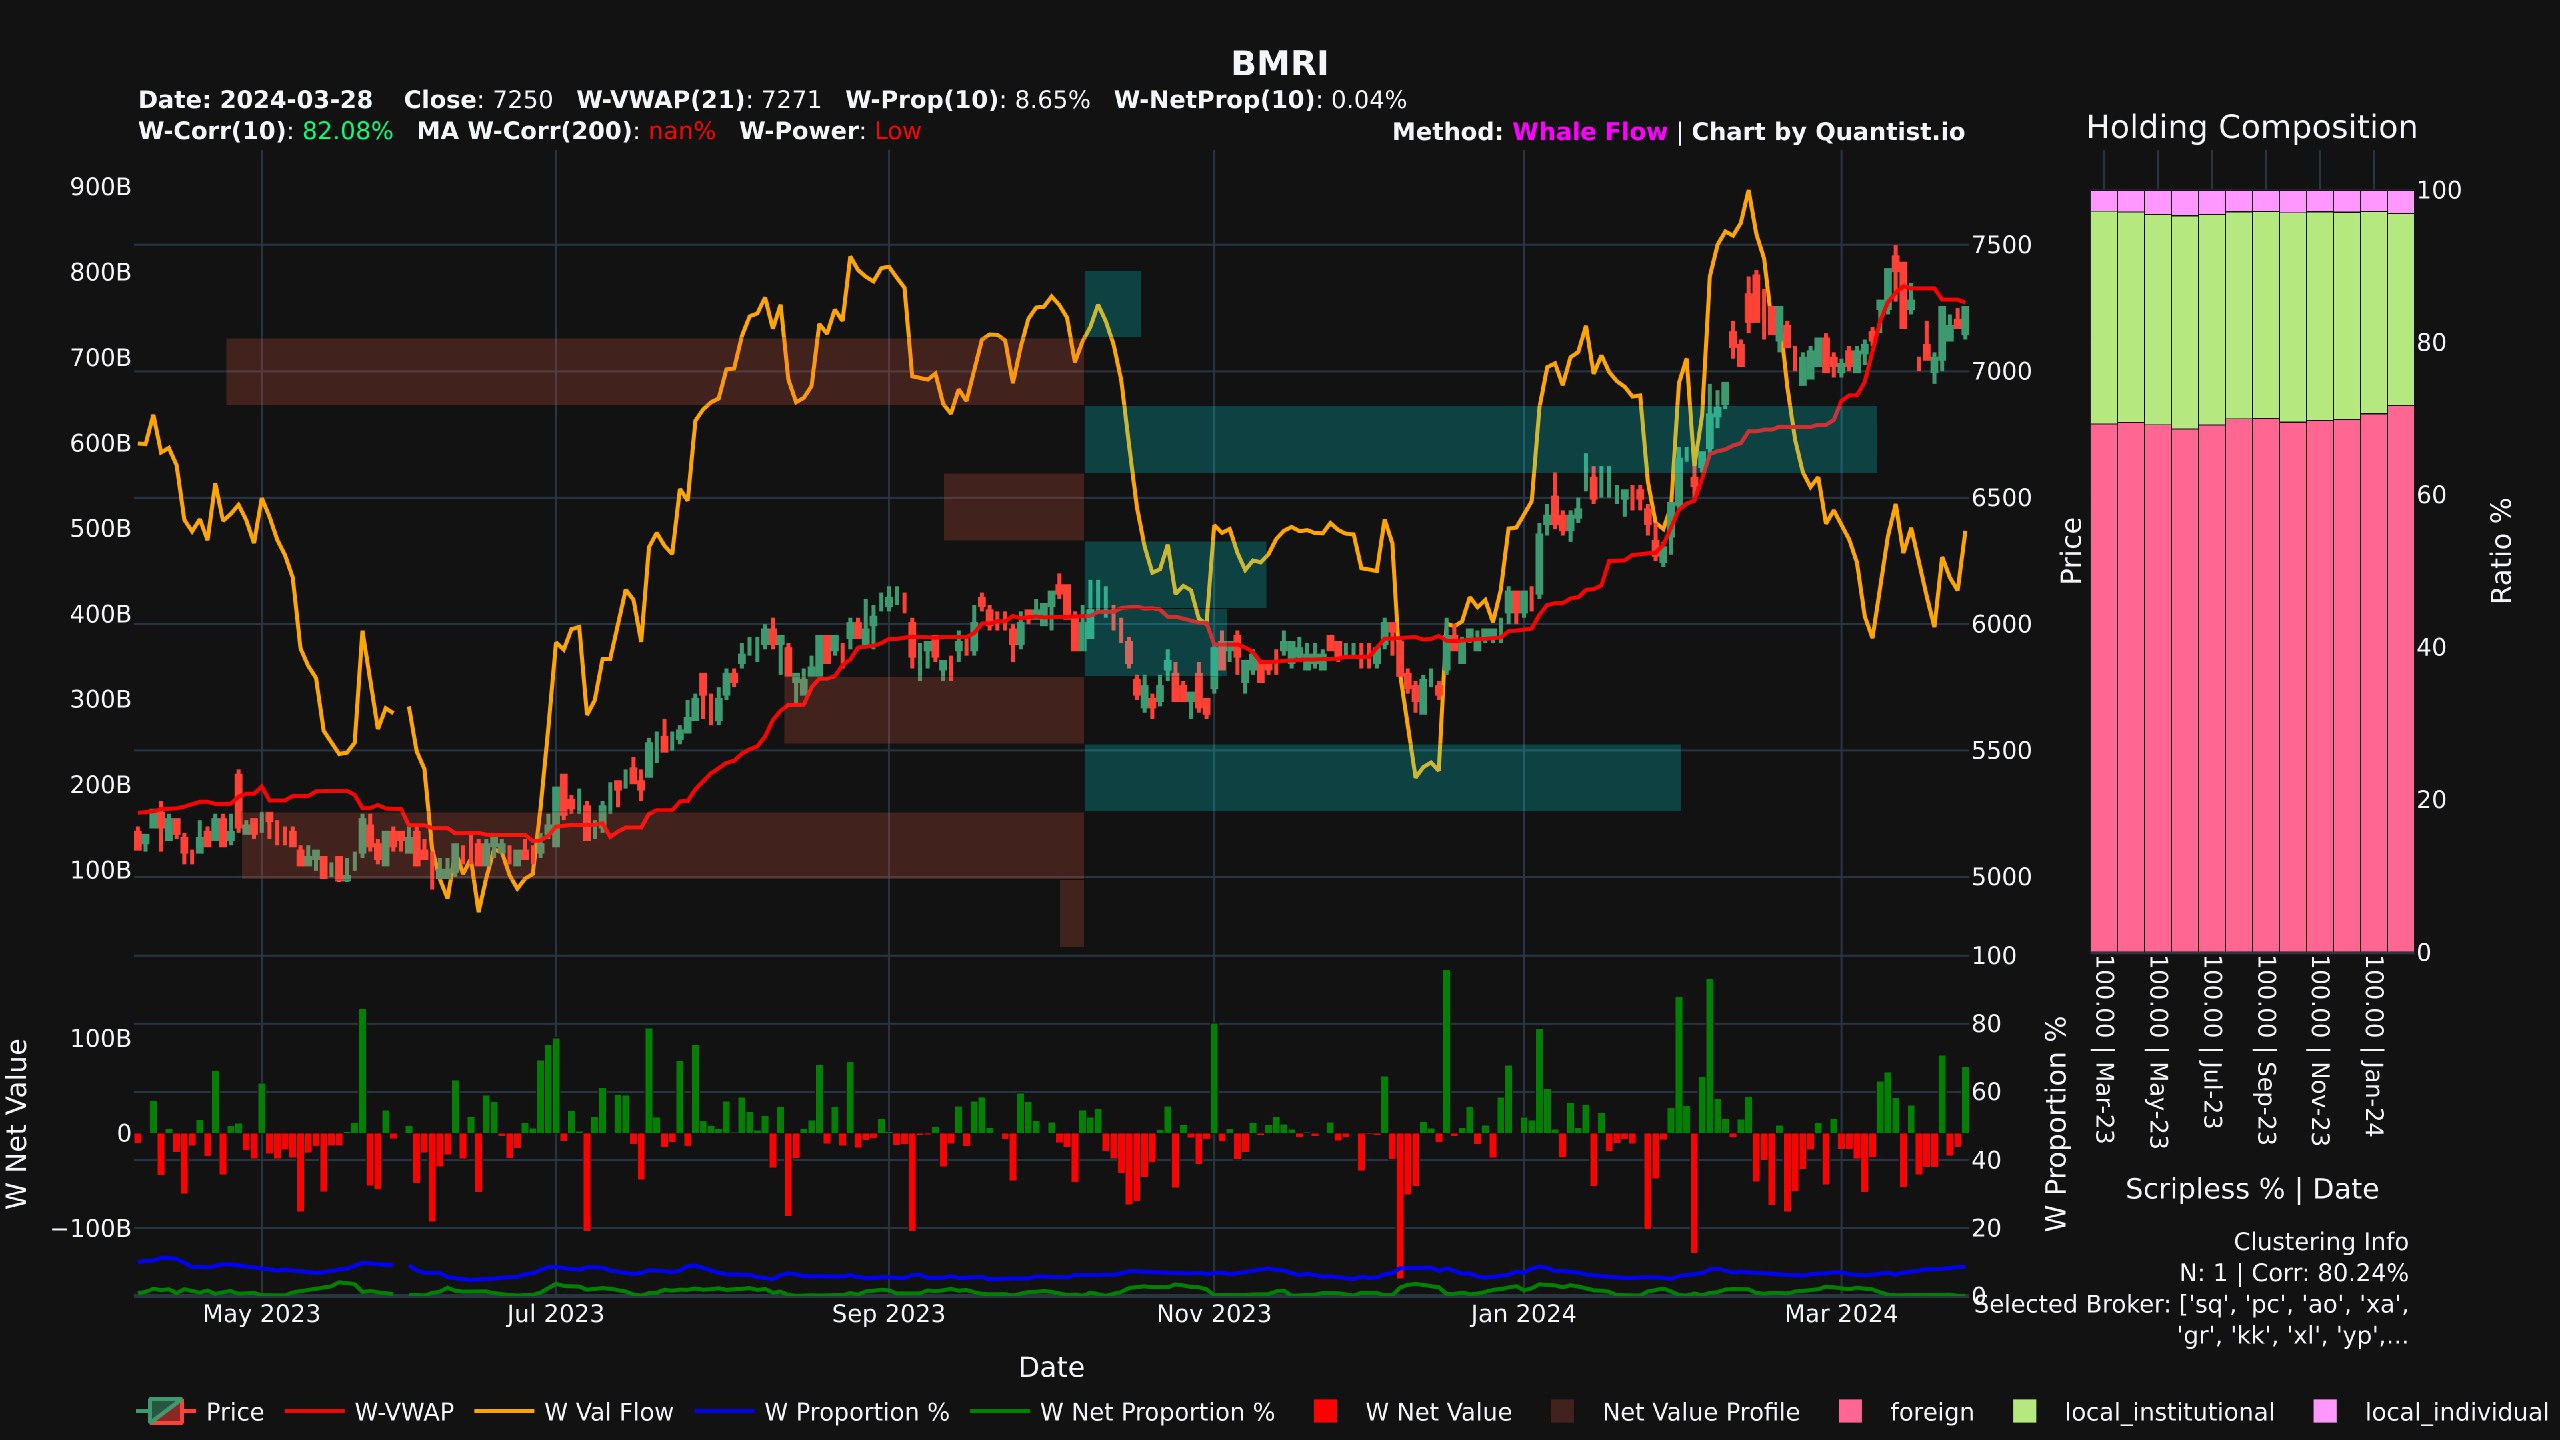 BMRI
Date: 2024-03-28 Close: 7250 W-VWAP(21): 7271 W-Prop(10): 8.65% W-NetProp(10): 0.04%
W-Corr(10): 82.08% MA W-Corr(200): nan% W-Power: Low
Method: Whale Flow | Chart by Quantist.io
Holding Composition
900B
800B
700B
600B
500B
400B
300B
200B
100B
7500
7000
6500
6000
5500
5000
Price
100
80
60
40
20
0
Ratio %
100.00 | Mar-23
100.00 | May-23
100.00 | Jul-23
100.00 | Sep-23
100.00 | Nov-23
100.00 | Jan-24
Scripless % | Date
W Net Value
100B
0
−100B
100
80
60
40
20
0
W Proportion %
May 2023
Jul 2023
Sep 2023
Nov 2023
Jan 2024
Mar 2024
Date
Clustering Info
N: 1 | Corr: 80.24%
Selected Broker: ['sq', 'pc', 'ao', 'xa',
'gr', 'kk', 'xl', 'yp',...
Price W-VWAP W Val Flow W Proportion % W Net Proportion % W Net Value Net Value Profile foreign local_institutional local_individual